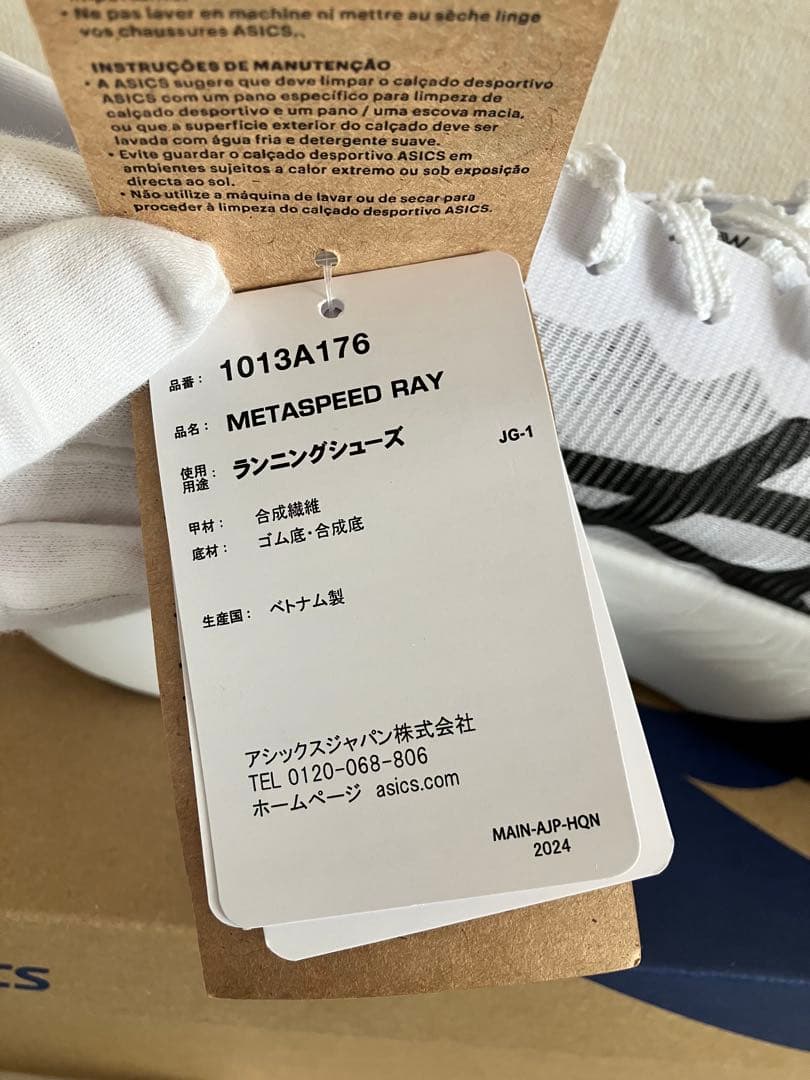 • Ne pas laver en machine ni mettre au sèche linge
vos chaussures ASICS.
INSTRUÇÕES DE MANUTENÇÃO
• A ASICS sugere que deve limpar o calçado desportivo
ASICS com um pano específico para limpeza de
calçado desportivo e um pano / uma escova macia,
ou que a superfície exterior do calçado deve ser
lavada com água fria e detergente suave.
• Evite guardar o calçado desportivo ASICS em
ambientes sujeitos a calor extremo ou sob exposição
directa ao sol.
• Não utilize a máquina de lavar ou de secar para
proceder à limpeza do calçado desportivo ASICS.
品番: 1013A176
品名: METASPEED RAY
使用用途: ランニングシューズ JG-1
甲材: 合成繊維
底材: ゴム底・合成底
生産国: ベトナム製
アシックスジャパン株式会社
TEL 0120-068-806
ホームページ asics.com
MAIN-AJP-HQN
2024